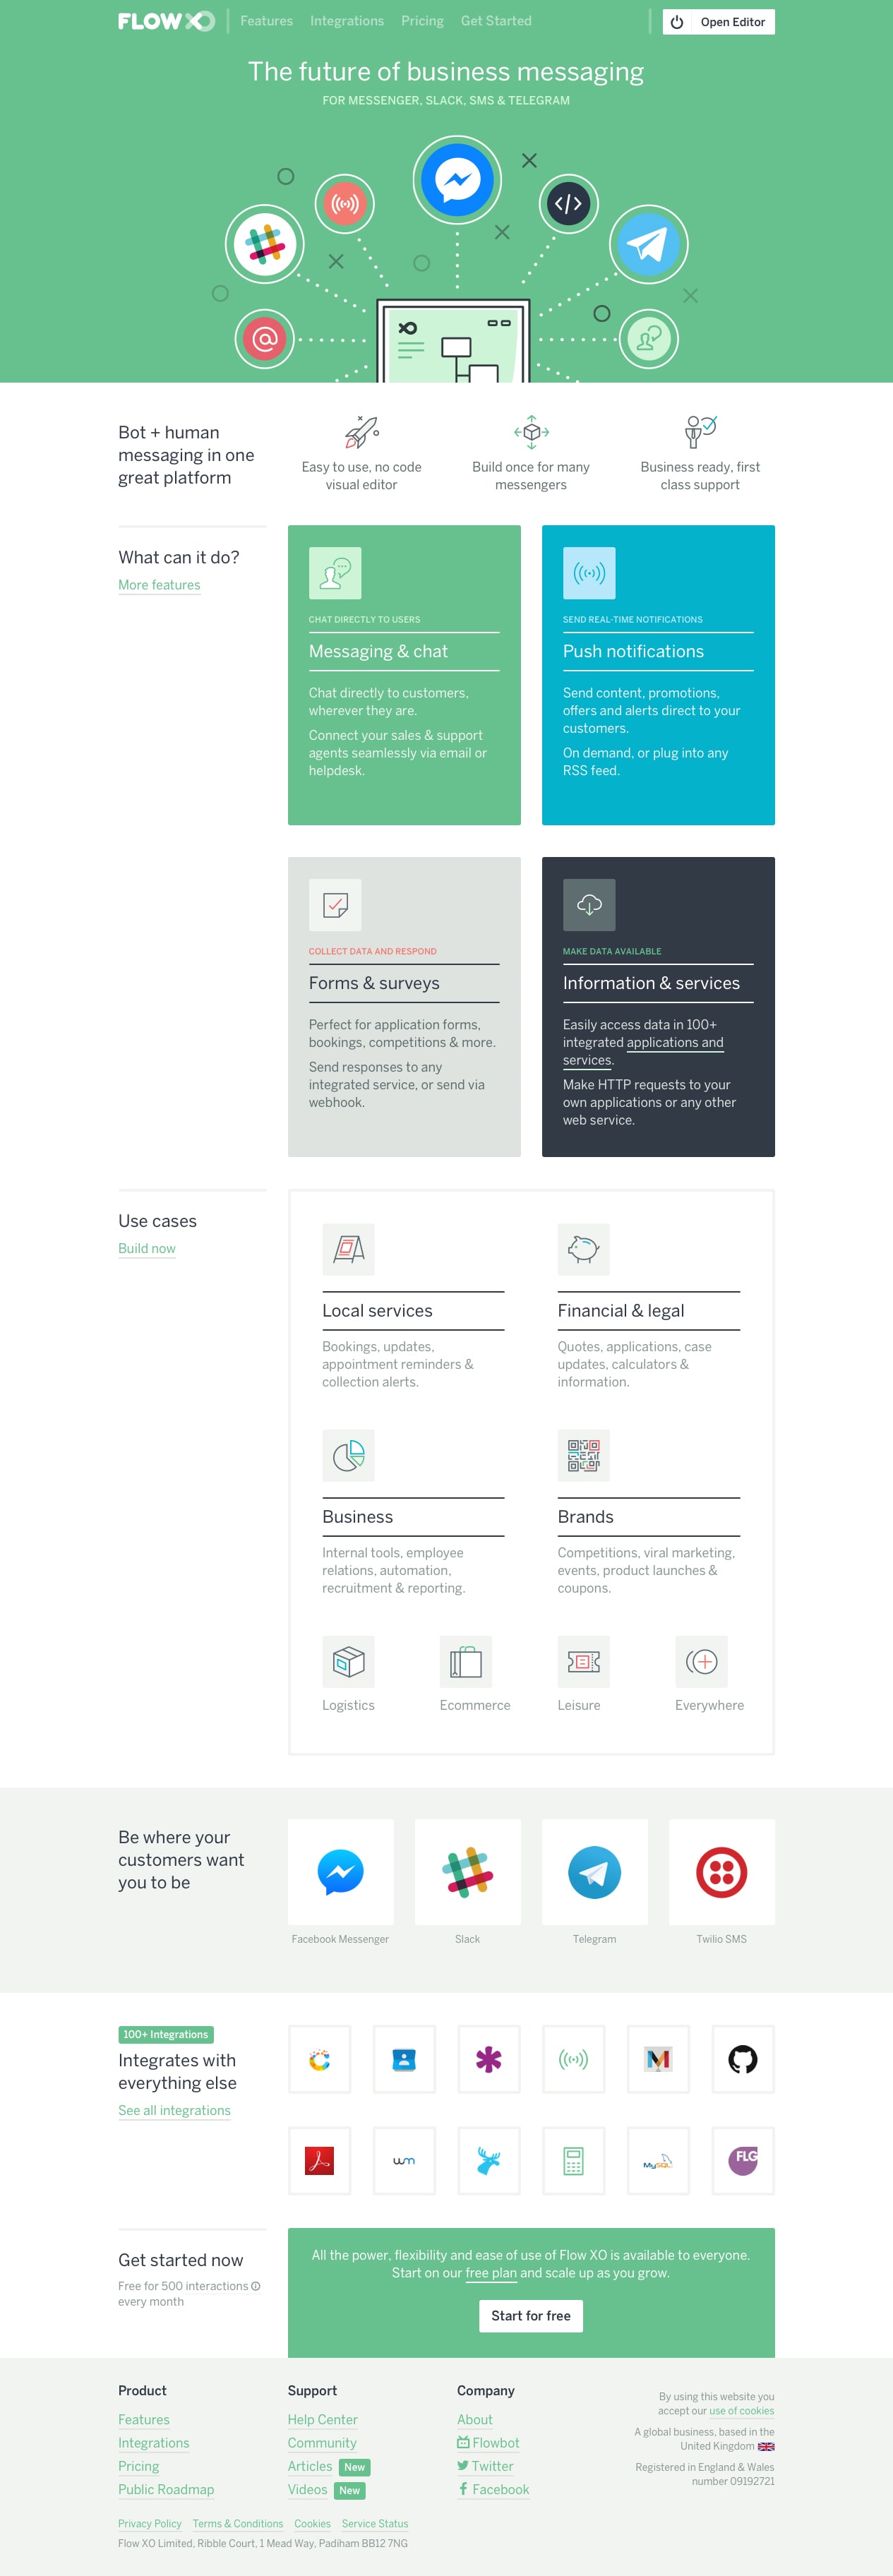 FLOW XO
Features
Integrations
Pricing
Get Started
Open Editor
The future of business messaging
FOR MESSENGER, SLACK, SMS & TELEGRAM
Bot + human
messaging in one
great platform
Easy to use, no code
visual editor
Build once for many
messengers
Business ready, first
class support
What can it do?
More features
CHAT DIRECTLY TO USERS
Messaging & chat
Chat directly to customers,
wherever they are.
Connect your sales & support
agents seamlessly via email or
helpdesk.
SEND REAL-TIME NOTIFICATIONS
Push notifications
Send content, promotions,
offers and alerts direct to your
customers.
On demand, or plug into any
RSS feed.
COLLECT DATA AND RESPOND
Forms & surveys
Perfect for application forms,
bookings, competitions & more.
Send responses to any
integrated service, or send via
webhook.
MAKE DATA AVAILABLE
Information & services
Easily access data in 100+
integrated applications and
services.
Make HTTP requests to your
own applications or any other
web service.
Use cases
Build now
Local services
Bookings, updates,
appointment reminders &
collection alerts.
Financial & legal
Quotes, applications, case
updates, calculators &
information.
Business
Internal tools, employee
relations, automation,
recruitment & reporting.
Brands
Competitions, viral marketing,
events, product launches &
coupons.
Logistics
Ecommerce
Leisure
Everywhere
Be where your
customers want
you to be
Facebook Messenger
Slack
Telegram
Twilio SMS
100+ Integrations
Integrates with
everything else
See all integrations
MySQL
FLG
Get started now
Free for 500 interactions
every month
All the power, flexibility and ease of use of Flow XO is available to everyone.
Start on our free plan and scale up as you grow.
Start for free
Product
Features
Integrations
Pricing
Public Roadmap
Support
Help Center
Community
Articles New
Videos New
Company
About
Flowbot
Twitter
Facebook
By using this website you
accept our use of cookies
A global business, based in the
United Kingdom
Registered in England & Wales
number 09192721
Privacy Policy
Terms & Conditions
Cookies
Service Status
Flow XO Limited, Ribble Court, 1 Mead Way, Padiham BB12 7NG